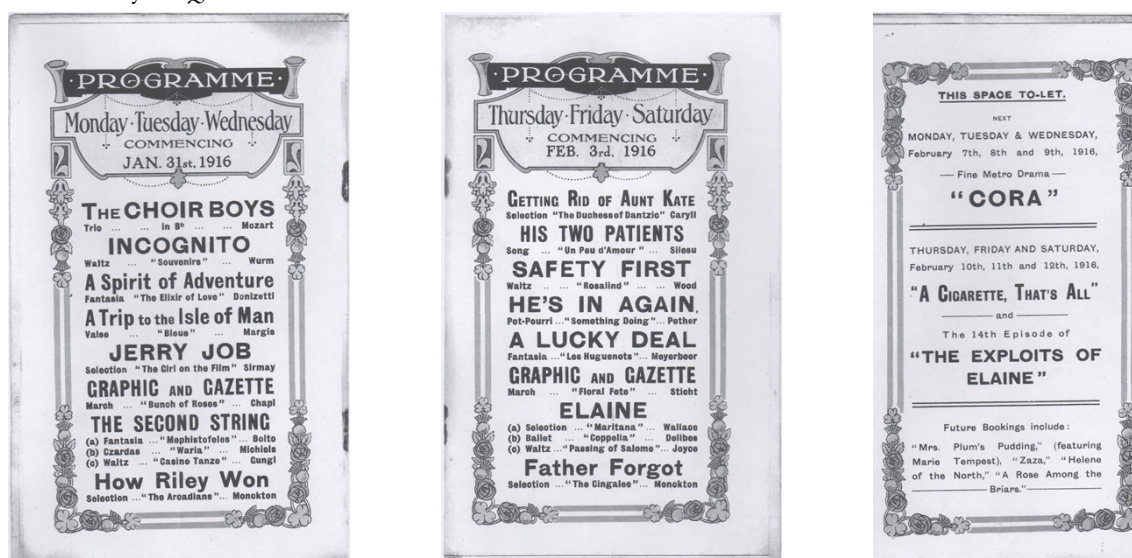 PROGRAMME
Monday·Tuesday·Wednesday
COMMENCING
JAN. 31st, 1916
THE CHOIR BOYS
Trio ... ... in B♭ ... ... Mozart
INCOGNITO
Waltz ... "Souvenirs" ... Wurm
A Spirit of Adventure
Fantasia "The Elixir of Love" Donizetti
A Trip to the Isle of Man
Valse ... "Bleue" ... Margis
JERRY JOB
Selection "The Girl on the Film" Sirmay
GRAPHIC AND GAZETTE
March ... "Bunch of Roses" ... Chapi
THE SECOND STRING
(a) Fantasia ... "Mephistofeles" ... Boito
(b) Czardas ... "Waria" ... Michiels
(c) Waltz ... "Casino Tanze" ... Gungl
How Riley Won
Selection ... "The Arcadians" ... Monckton
PROGRAMME
Thursday·Friday·Saturday
COMMENCING
FEB. 3rd, 1916
GETTING RID OF AUNT KATE
Selection "The Duchess of Dantzic" Caryll
HIS TWO PATIENTS
Song ... "Un Peu d'Amour" ... Silesu
SAFETY FIRST
Waltz .. "Rosalind" ... Wood
HE'S IN AGAIN.
Pot-Pourri ... "Something Doing" ... Pether
A LUCKY DEAL
Fantasia ... "Les Huguenots" ... Meyerbeer
GRAPHIC AND GAZETTE
March ... "Floral Fete" ... Sticht
ELAINE
(a) Selection ... "Maritana" ... Wallace
(b) Ballet ... "Coppelia" ... Delibes
(c) Waltz ... "Passing of Salome" ... Joyce
Father Forgot
Selection ... "The Cingalee" ... Monckton
THIS SPACE TO-LET.
NEXT
MONDAY, TUESDAY & WEDNESDAY,
February 7th, 8th and 9th, 1916,
— Fine Metro Drama —
"CORA"
THURSDAY, FRIDAY AND SATURDAY,
February 10th, 11th and 12th, 1916,
"A CIGARETTE, THAT'S ALL"
— and —
The 14th Episode of
"THE EXPLOITS OF
ELAINE"
Future Bookings include:
"Mrs. Plum's Pudding," (featuring
Marie Tempest), "Zaza," "Helene
of the North," "A Rose Among the
Briars."